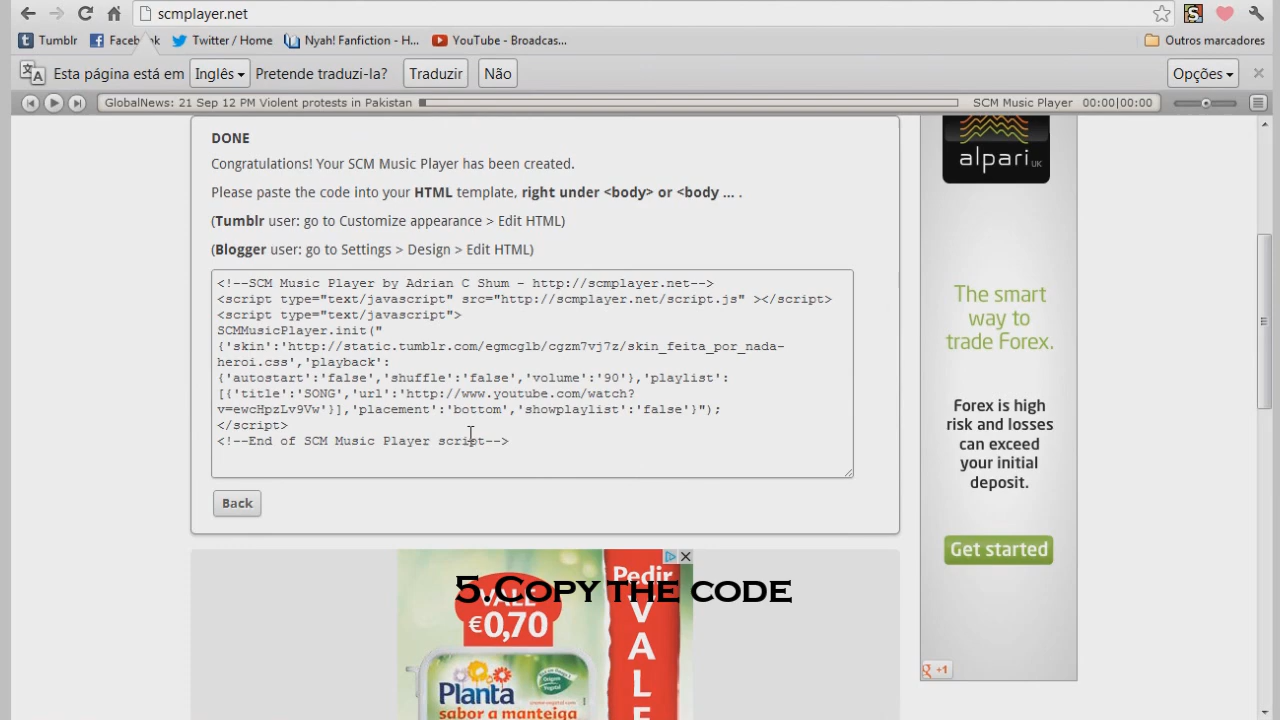 scmplayer.net
Tumblr Facebook Twitter / Home Nyah! Fanfiction - H... YouTube - Broadcas... Outros marcadores
Esta página está em Inglês Pretende traduzi-la? Traduzir Não Opções
GlobalNews: 21 Sep 12 PM Violent protests in Pakistan SCM Music Player 00:00|00:00
DONE
Congratulations! Your SCM Music Player has been created.
Please paste the code into your HTML template, right under <body> or <body ... .
(Tumblr user: go to Customize appearance > Edit HTML)
(Blogger user: go to Settings > Design > Edit HTML)
<!--SCM Music Player by Adrian C Shum - http://scmplayer.net-->
<script type="text/javascript" src="http://scmplayer.net/script.js" ></script>
<script type="text/javascript">
SCMMusicPlayer.init("
{'skin':'http://static.tumblr.com/egmcglb/cgzm7vj7z/skin_feita_por_nada-
heroi.css','playback':
{'autostart':'false','shuffle':'false','volume':'90'},'playlist':
[{'title':'SONG','url':'http://www.youtube.com/watch?
v=ewcHpzLv9Vw'}],'placement':'bottom','showplaylist':'false'}");
</script>
<!--End of SCM Music Player script-->
Back
alpari UK
The smart
way to
trade Forex.
Forex is high
risk and losses
can exceed
your initial
deposit.
Get started
+1
5.Copy the code
VALE
€0,70
Pedir
V
A
L
E
Planta
sabor a manteiga